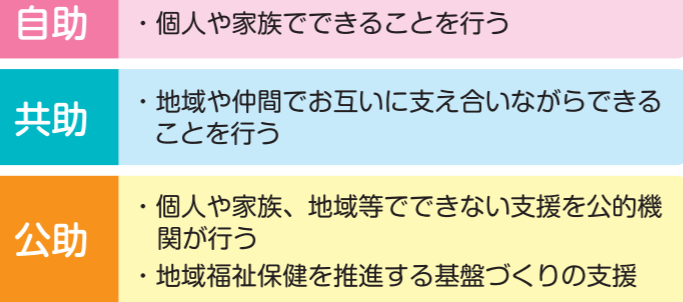 自助
・個人や家族でできることを行う
共助
・地域や仲間でお互いに支え合いながらできる
ことを行う
公助
・個人や家族、地域等でできない支援を公的機
関が行う
・地域福祉保健を推進する基盤づくりの支援